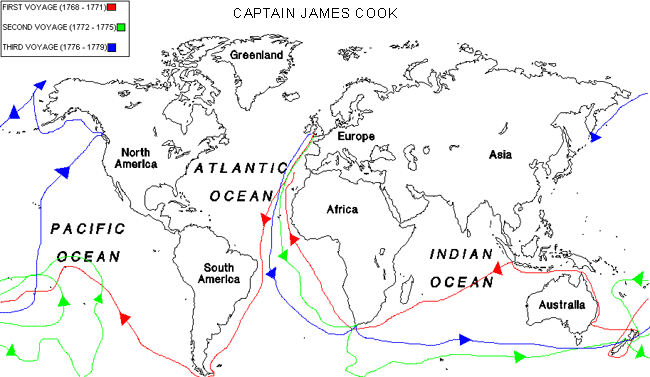 CAPTAIN JAMES COOK
FIRST VOYAGE (1768 - 1771)
SECOND VOYAGE (1772 - 1775)
THIRD VOYAGE (1776 - 1779)
Greenland
Europe
North
America
Asia
ATLANTIC
OCEAN
Africa
PACIFIC
OCEAN
INDIAN
OCEAN
South
America
Australia